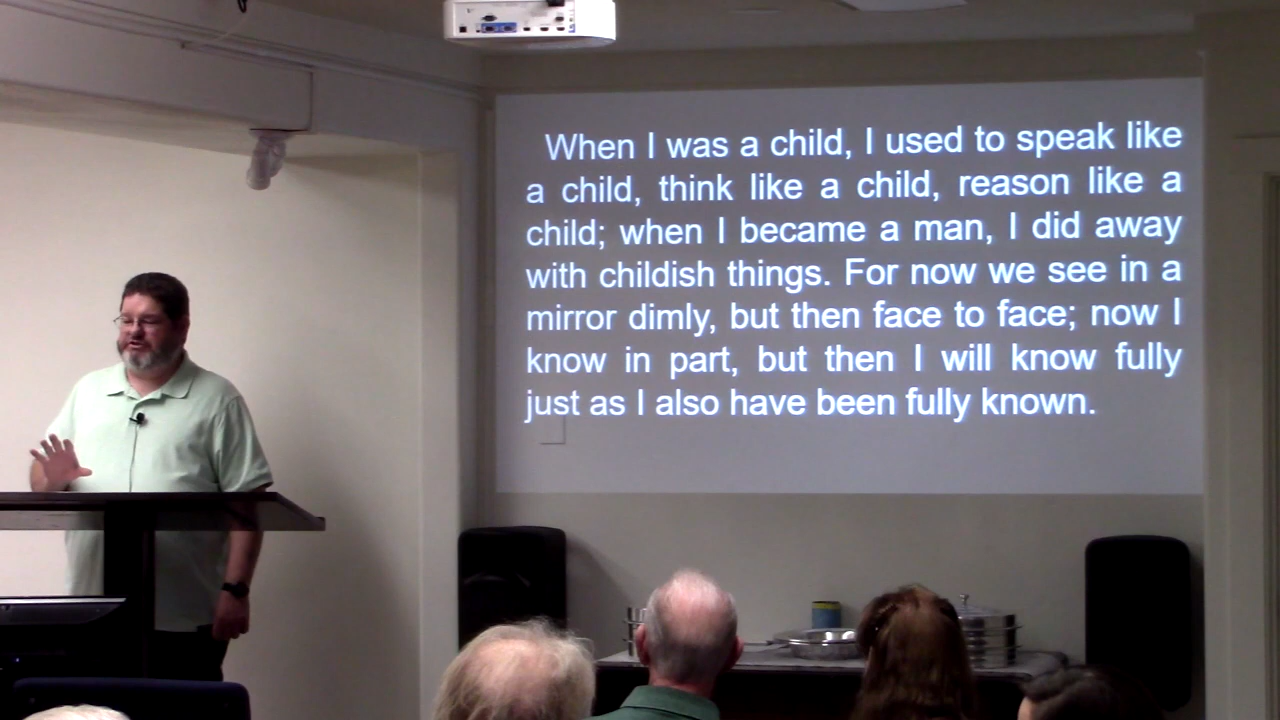 When I was a child, I used to speak like
a child, think like a child, reason like a
child; when I became a man, I did away
with childish things. For now we see in a
mirror dimly, but then face to face; now I
know in part, but then I will know fully
just as I also have been fully known.